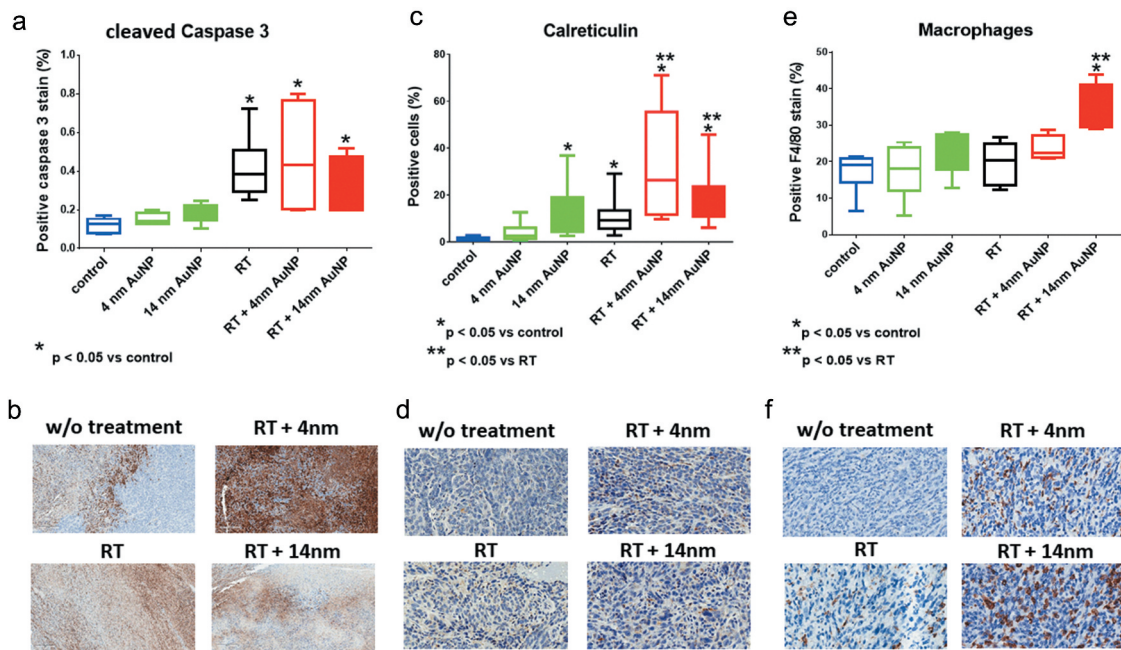 a
cleaved Caspase 3
Positive caspase 3 stain (%)
1.0
0.8
0.6
0.4
0.2
0.0
*
*
*
control
4 nm AuNP
14 nm AuNP
RT
RT + 4nm AuNP
RT + 14nm AuNP
* p < 0.05 vs control
c
Calreticulin
Positive cells (%)
80
60
40
20
0
*
*
**
*
**
*
control
4 nm AuNP
14 nm AuNP
RT
RT + 4nm AuNP
RT + 14nm AuNP
* p < 0.05 vs control
** p < 0.05 vs RT
e
Macrophages
Positive F4/80 stain (%)
50
40
30
20
10
0
**
*
control
4 nm AuNP
14 nm AuNP
RT
RT + 4nm AuNP
RT + 14nm AuNP
* p < 0.05 vs control
** p < 0.05 vs RT
b
w/o treatment
RT + 4nm
RT
RT + 14nm
d
w/o treatment
RT + 4nm
RT
RT + 14nm
f
w/o treatment
RT + 4nm
RT
RT + 14nm